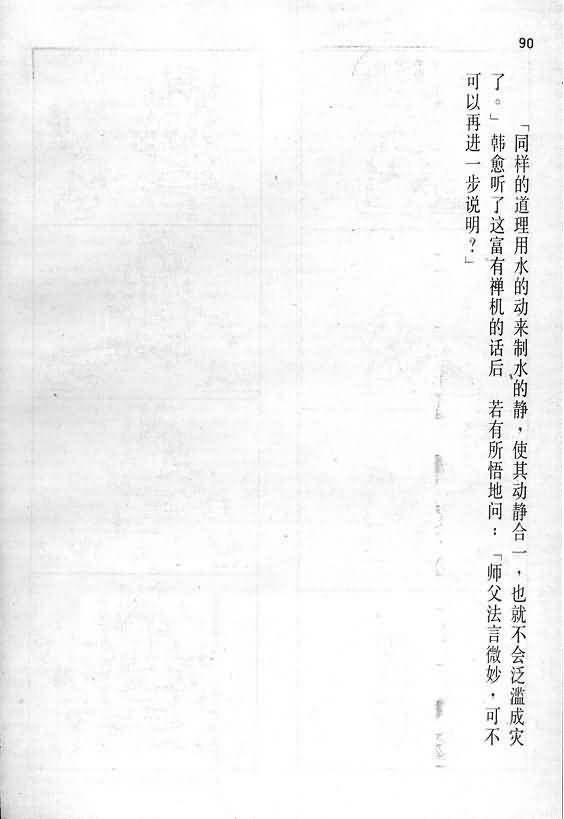 90
「同样的道理用水的动来制水的静，使其动静合一，也就不会泛滥成灾
了。」韩愈听了这富有禅机的话后　若有所悟地问：「师父法言微妙，可不
可以再进一步说明？」